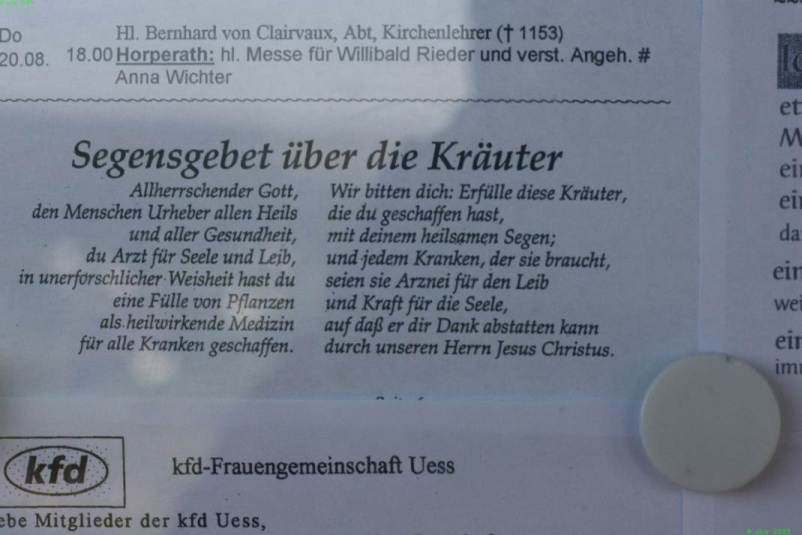 Hl. Bernhard von Clairvaux, Abt, Kirchenlehrer († 1153)
Do
20.08. 18.00 Horperath: hl. Messe für Willibald Rieder und verst. Angeh. #
Anna Wichter
Segensgebet über die Kräuter
Allherrschender Gott,
den Menschen Urheber allen Heils
und aller Gesundheit,
du Arzt für Seele und Leib,
in unerforschlicher Weisheit hast du
eine Fülle von Pflanzen
als heilwirkende Medizin
für alle Kranken geschaffen.
Wir bitten dich: Erfülle diese Kräuter,
die du geschaffen hast,
mit deinem heilsamen Segen;
und jedem Kranken, der sie braucht,
seien sie Arznei für den Leib
und Kraft für die Seele,
auf daß er dir Dank abstatten kann
durch unseren Herrn Jesus Christus.
kfd
kfd-Frauengemeinschaft Uess
ebe Mitglieder der kfd Uess,
et
M
ei
ei
da
ein
wei
ein